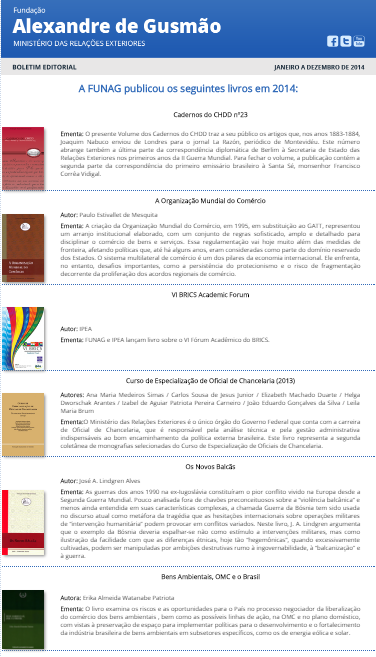 Fundação
Alexandre de Gusmão
MINISTÉRIO DAS RELAÇÕES EXTERIORES
BOLETIM EDITORIAL JANEIRO A DEZEMBRO DE 2014
A FUNAG publicou os seguintes livros em 2014:
Cadernos do CHDD nº23
Ementa: O presente Volume dos Cadernos do CHDD traz a seu público os artigos que, nos anos 1883-1884,
Joaquim Nabuco enviou de Londres para o jornal La Razón, periódico de Montevidéu. Este número
abrange também a última parte da correspondência diplomática de Berlim à Secretaria de Estado das
Relações Exteriores nos primeiros anos da II Guerra Mundial. Para fechar o volume, a publicação contém a
segunda parte da correspondência do primeiro emissário brasileiro à Santa Sé, monsenhor Francisco
Corrêa Vidigal.
A Organização Mundial do Comércio
Autor: Paulo Estivallet de Mesquita
Ementa: A criação da Organização Mundial do Comércio, em 1995, em substituição ao GATT, representou
um arranjo institucional elaborado, com um conjunto de regras sofisticado, amplo e detalhado para
disciplinar o comércio de bens e serviços. Essa regulamentação vai hoje muito além das medidas de
fronteira, afetando políticas que, até há alguns anos, eram consideradas como parte do domínio reservado
dos Estados. O sistema multilateral de comércio é um dos pilares da economia internacional. Ele enfrenta,
no entanto, desafios importantes, como a persistência do protecionismo e o risco de fragmentação
decorrente da proliferação dos acordos regionais de comércio.
VI BRICS Academic Forum
Autor: IPEA
Ementa: FUNAG e IPEA lançam livro sobre o VI Fórum Acadêmico do BRICS.
Curso de Especialização de Oficial de Chancelaria (2013)
Autores: Ana Maria Medeiros Simas / Carlos Sousa de Jesus Junior / Elizabeth Machado Duarte / Helga
Dworschak Arantes / Izabel de Aguiar Patriota Pereira Carneiro / João Eduardo Gonçalves da Silva / Leila
Maria Brum
Ementa:O Ministério das Relações Exteriores é o único órgão do Governo Federal que conta com a carreira
de Oficial de Chancelaria, que é responsável pela análise técnica e pela gestão administrativa
indispensáveis ao bom encaminhamento da política externa brasileira. Este livro representa a segunda
coletânea de monografias selecionadas do Curso de Especialização de Oficiais de Chancelaria.
Os Novos Balcãs
Autor: José A. Lindgren Alves
Ementa: As guerras dos anos 1990 na ex-Iugoslávia constituíram o pior conflito vivido na Europa desde a
Segunda Guerra Mundial. Pouco analisada fora de chavões preconceituosos sobre a "violência balcânica" e
menos ainda entendida em suas características complexas, a chamada Guerra da Bósnia tem sido usada
no discurso atual como metáfora da tragédia que as hesitações internacionais sobre operações militares
de "intervenção humanitária" podem provocar em conflitos variados. Neste livro, J. A. Lindgren argumenta
que o exemplo da Bósnia deveria espalhar-se não como estímulo a intervenções militares, mas como
ilustração da facilidade com que as diferenças étnicas, hoje tão "hegemônicas", quando excessivamente
cultivadas, podem ser manipuladas por ambições destrutivas rumo à ingovernabilidade, à "balcanização" e
à guerra.
Bens Ambientais, OMC e o Brasil
Autora: Erika Almeida Watanabe Patriota
Ementa: O livro examina os riscos e as oportunidades para o País no processo negociador da liberalização
do comércio dos bens ambientais , bem como as possíveis linhas de ação, na OMC e no plano doméstico,
com vistas à preservação de espaço para implementar políticas para o desenvolvimento e o fortalecimento
da indústria brasileira de bens ambientais em subsetores específicos, como os de energia eólica e solar.